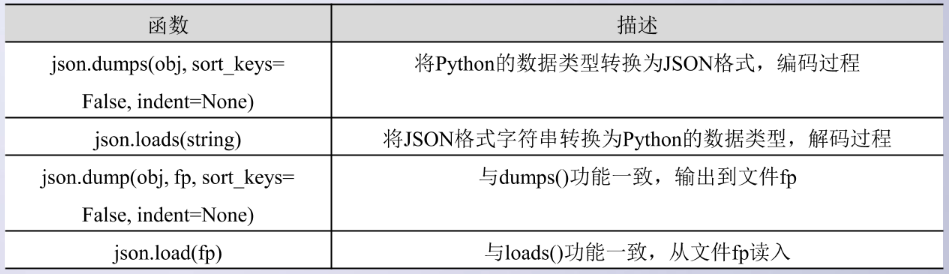 函数 描述
json.dumps(obj, sort_keys= 将Python的数据类型转换为JSON格式，编码过程
False, indent=None)
json.loads(string) 将JSON格式字符串转换为Python的数据类型，解码过程
json.dump(obj, fp, sort_keys= 与dumps()功能一致，输出到文件fp
False, indent=None)
json.load(fp) 与loads()功能一致，从文件fp读入